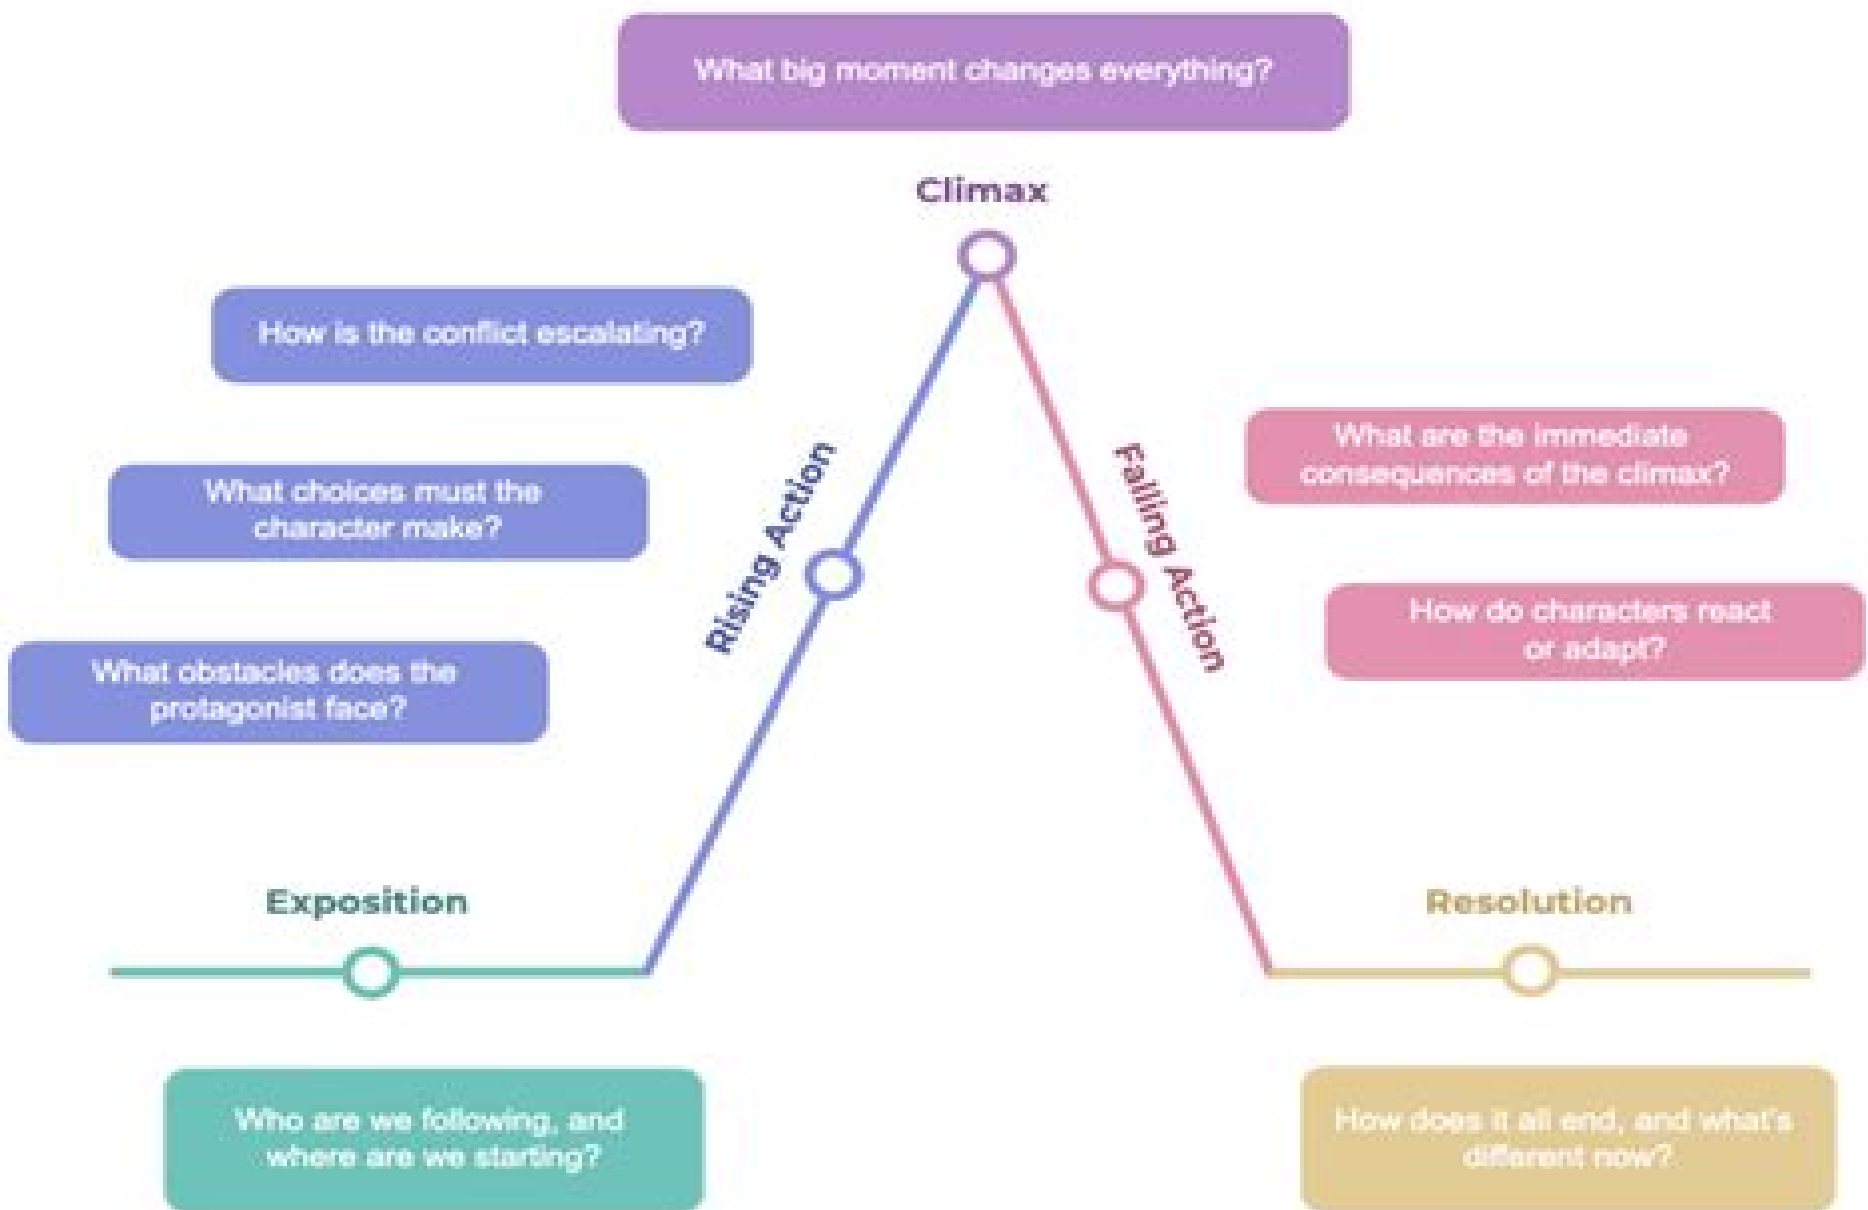 What big moment changes everything?
Climax
How is the conflict escalating?
What choices must the
character make?
What obstacles does the
protagonist face?
Rising Action
Falling Action
What are the immediate
consequences of the climax?
How do characters react
or adapt?
Exposition
Resolution
Who are we following, and
where are we starting?
How does it all end, and what's
different now?